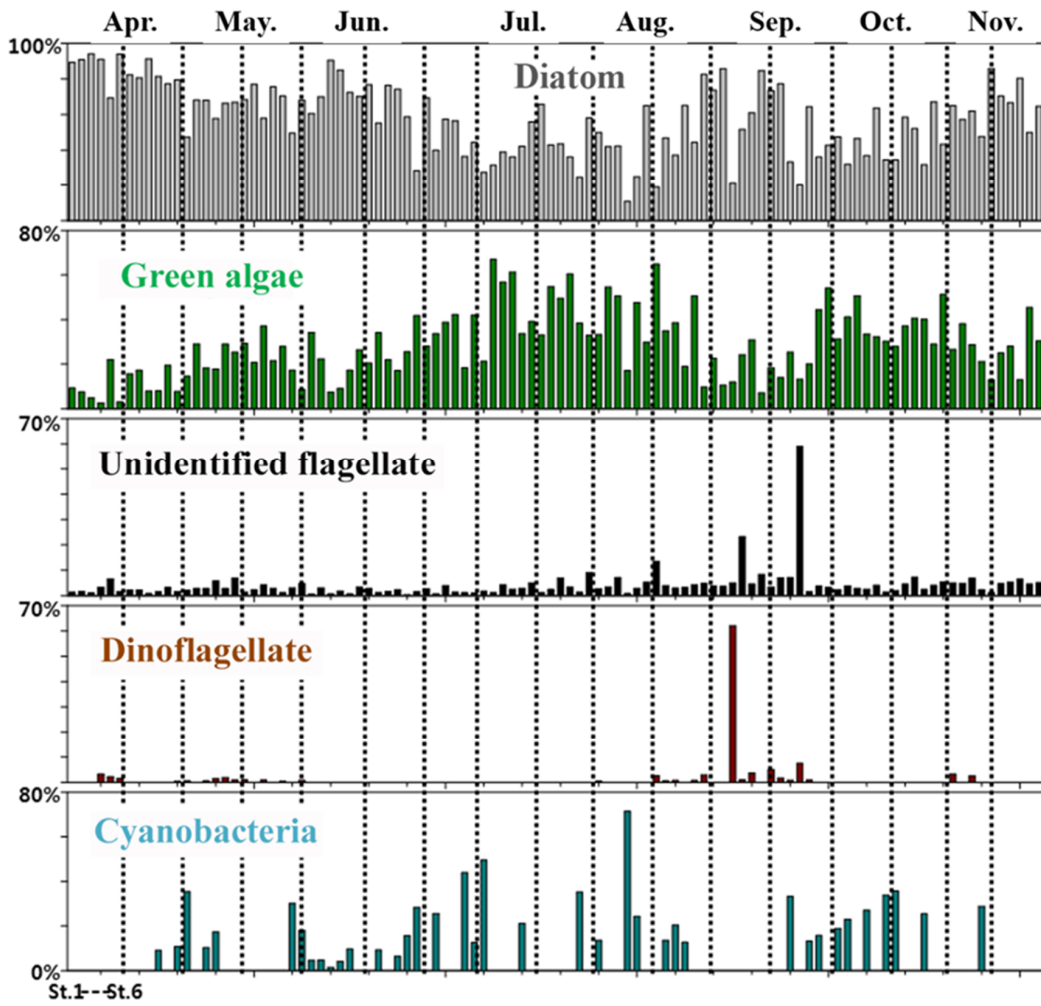 Apr. May. Jun. Jul. Aug. Sep. Oct. Nov.
100%
Diatom
80%
Green algae
70%
Unidentified flagellate
70%
Dinoflagellate
80%
Cyanobacteria
0%
St.1---St.6